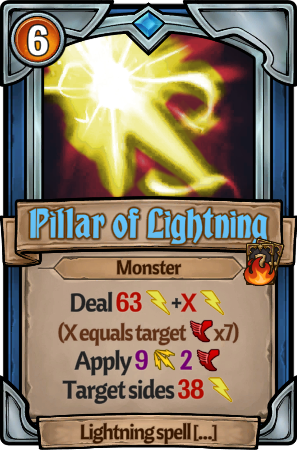 6
Pillar of Lightning
Monster
Deal 63 +X
(X equals target x7)
Apply 9 2
Target sides 38
Lightning spell [...]